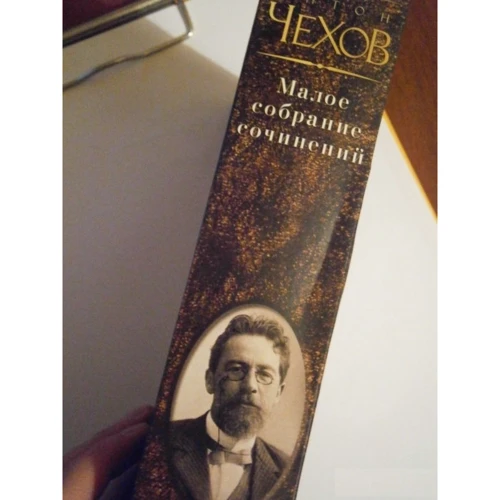 ЧЕХОВ
Малое
собрание
сочинений